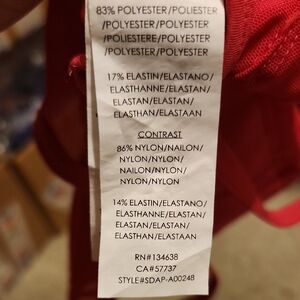 83% POLYESTER/POLIESTER
/POLYESTER/POLYESTER
/POLIESTERE/POLYESTER
/POLYESTER/POLYESTER
17% ELASTIN/ELASTANO/
ELASTHANNE/ELASTAN/
ELASTAN/ELASTAN/
ELASTHAN/ELASTAAN
CONTRAST
86% NYLON/NAILON/
NYLON/NYLON/
NAILON/NYLON/
NYLON/NYLON
14% ELASTIN/ELASTANO/
ELASTHANNE/ELASTAN/
ELASTAN/ELASTAN/
ELASTHAN/ELASTAAN
RN#134638
CA#57737
STYLE#SDAP-A00248